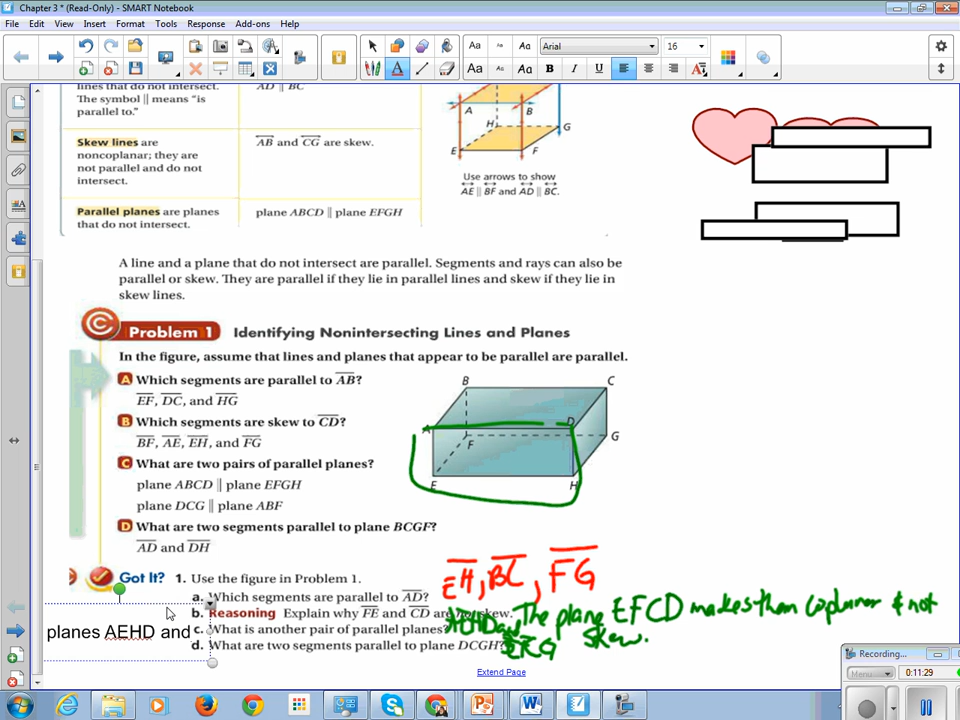 Chapter 3 * (Read-Only) - SMART Notebook
File Edit View Insert Format Tools Response Add-ons Help
Arial 16
Aa Aa Aa B I U
Aa Aa Aa
lines that do not intersect.
The symbol || means "is
parallel to."
AD || BC
A B
H G
E F
Skew lines are
noncoplanar; they are
not parallel and do not
intersect.
AB and CG are skew.
Use arrows to show
AE || BF and AD || BC.
Parallel planes are planes
that do not intersect.
plane ABCD || plane EFGH
A line and a plane that do not intersect are parallel. Segments and rays can also be
parallel or skew. They are parallel if they lie in parallel lines and skew if they lie in
skew lines.
C Problem 1 Identifying Nonintersecting Lines and Planes
In the figure, assume that lines and planes that appear to be parallel are parallel.
A Which segments are parallel to AB?
EF, DC, and HG
B Which segments are skew to CD?
BF, AE, EH, and FG
C What are two pairs of parallel planes?
plane ABCD || plane EFGH
plane DCG || plane ABF
D What are two segments parallel to plane BCGF?
AD and DH
B C
A D
F G
E H
Got It? 1. Use the figure in Problem 1.
a. Which segments are parallel to AD?
EH, BC, FG
b. Reasoning Explain why FE and CD are not skew.
The plane EFCD makes them coplaner & not
skew.
c. What is another pair of parallel planes?
planes AEHD and
d. What are two segments parallel to plane DCGH?
Extend Page
Recording...
Menu
0:11:29